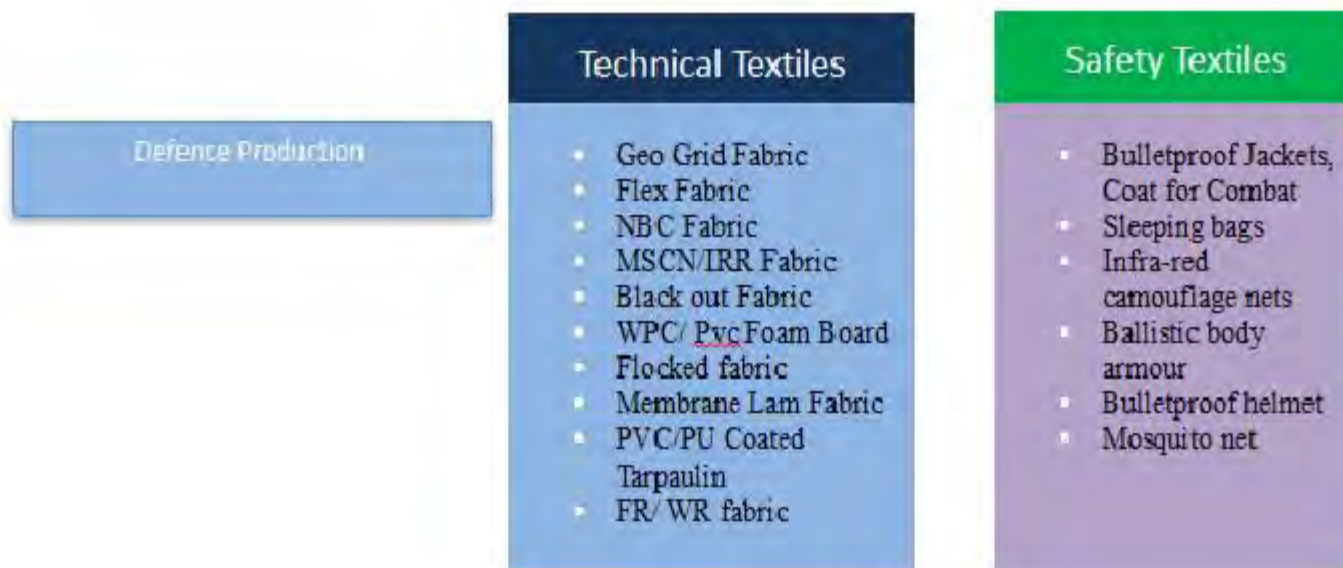 Defence Production
Technical Textiles
Geo Grid Fabric
Flex Fabric
NBC Fabric
MSCN/IRR Fabric
Black out Fabric
WPC/ Pvc Foam Board
Flocked fabric
Membrane Lam Fabric
PVC/PU Coated
Tarpaulin
FR/ WR fabric
Safety Textiles
Bulletproof Jackets,
Coat for Combat
Sleeping bags
Infra-red
camouflage nets
Ballistic body
armour
Bulletproof helmet
Mosquito net